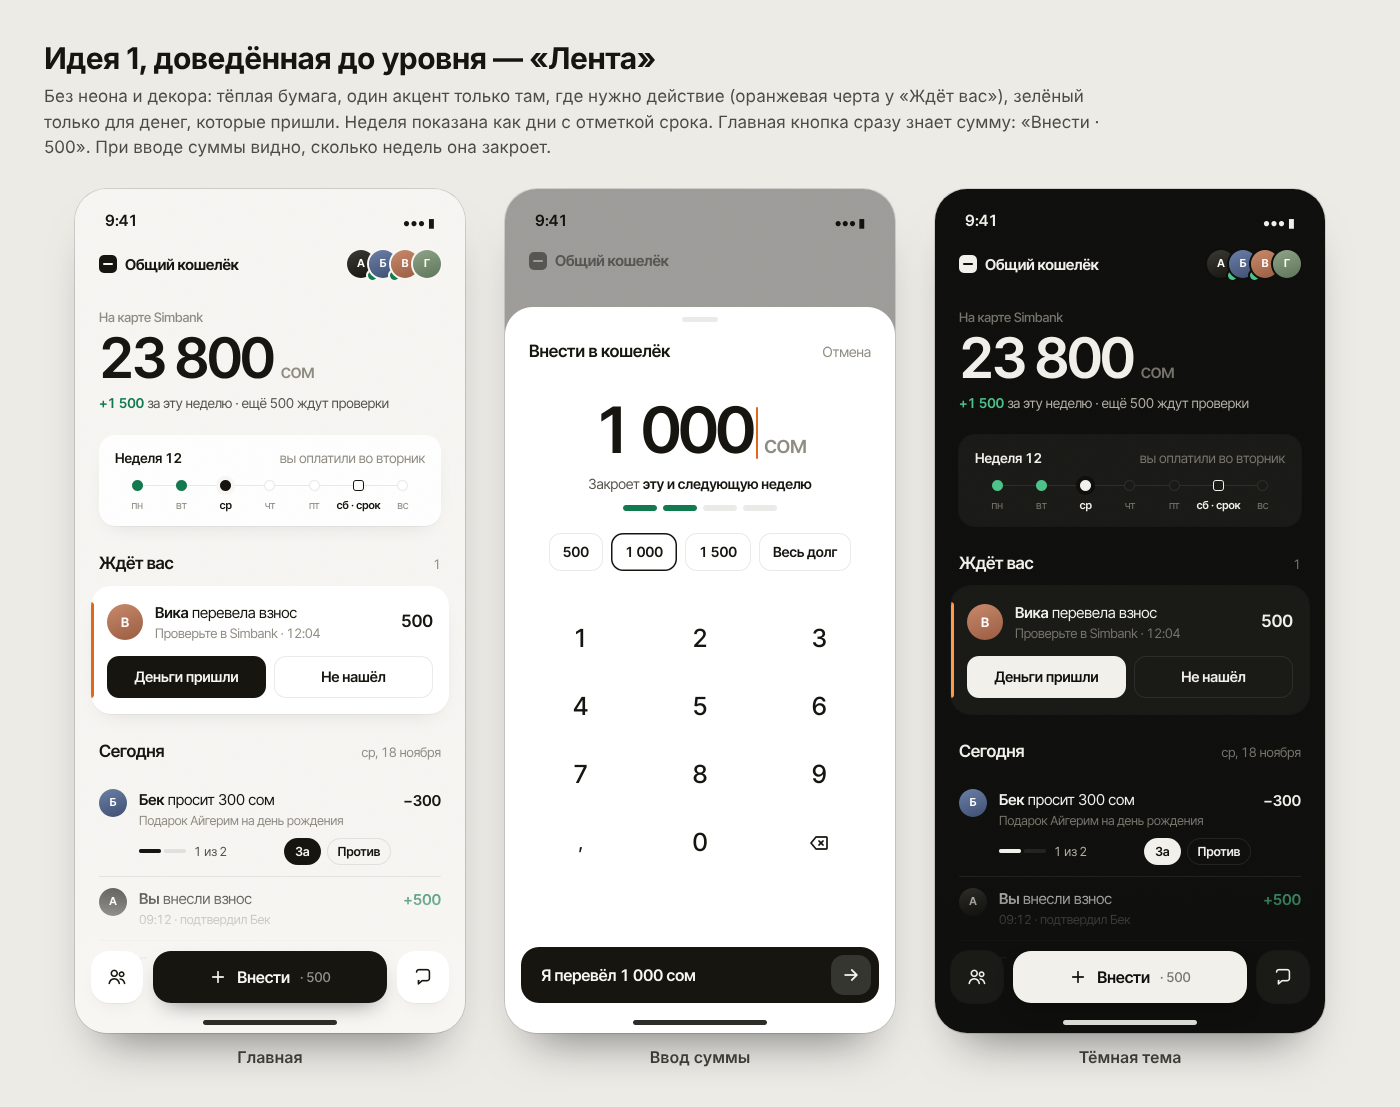 Идея 1, доведённая до уровня — «Лента»
Без неона и декора: тёплая бумага, один акцент только там, где нужно действие (оранжевая черта у «Ждёт вас»), зелёный
только для денег, которые пришли. Неделя показана как дни с отметкой срока. Главная кнопка сразу знает сумму: «Внести ·
500». При вводе суммы видно, сколько недель она закроет.
9:41
Общий кошелёк
А Б В Г
На карте Simbank
23 800 сом
+1 500 за эту неделю · ещё 500 ждут проверки
Неделя 12 вы оплатили во вторник
пн вт ср чт пт сб · срок вс
Ждёт вас 1
В
Вика перевела взнос 500
Проверьте в Simbank · 12:04
Деньги пришли Не нашёл
Сегодня ср, 18 ноября
Б
Бек просит 300 сом −300
Подарок Айгерим на день рождения
1 из 2 За Против
А
Вы внесли взнос +500
09:12 · подтвердил Бек
+ Внести · 500
Главная
9:41
Общий кошелёк
Внести в кошелёк Отмена
1 000 сом
Закроет эту и следующую неделю
500 1 000 1 500 Весь долг
1 2 3
4 5 6
7 8 9
, 0
Я перевёл 1 000 сом
Ввод суммы
9:41
Общий кошелёк
А Б В Г
На карте Simbank
23 800 сом
+1 500 за эту неделю · ещё 500 ждут проверки
Неделя 12 вы оплатили во вторник
пн вт ср чт пт сб · срок вс
Ждёт вас 1
В
Вика перевела взнос 500
Проверьте в Simbank · 12:04
Деньги пришли Не нашёл
Сегодня ср, 18 ноября
Б
Бек просит 300 сом −300
Подарок Айгерим на день рождения
1 из 2 За Против
А
Вы внесли взнос +500
09:12 · подтвердил Бек
+ Внести · 500
Тёмная тема